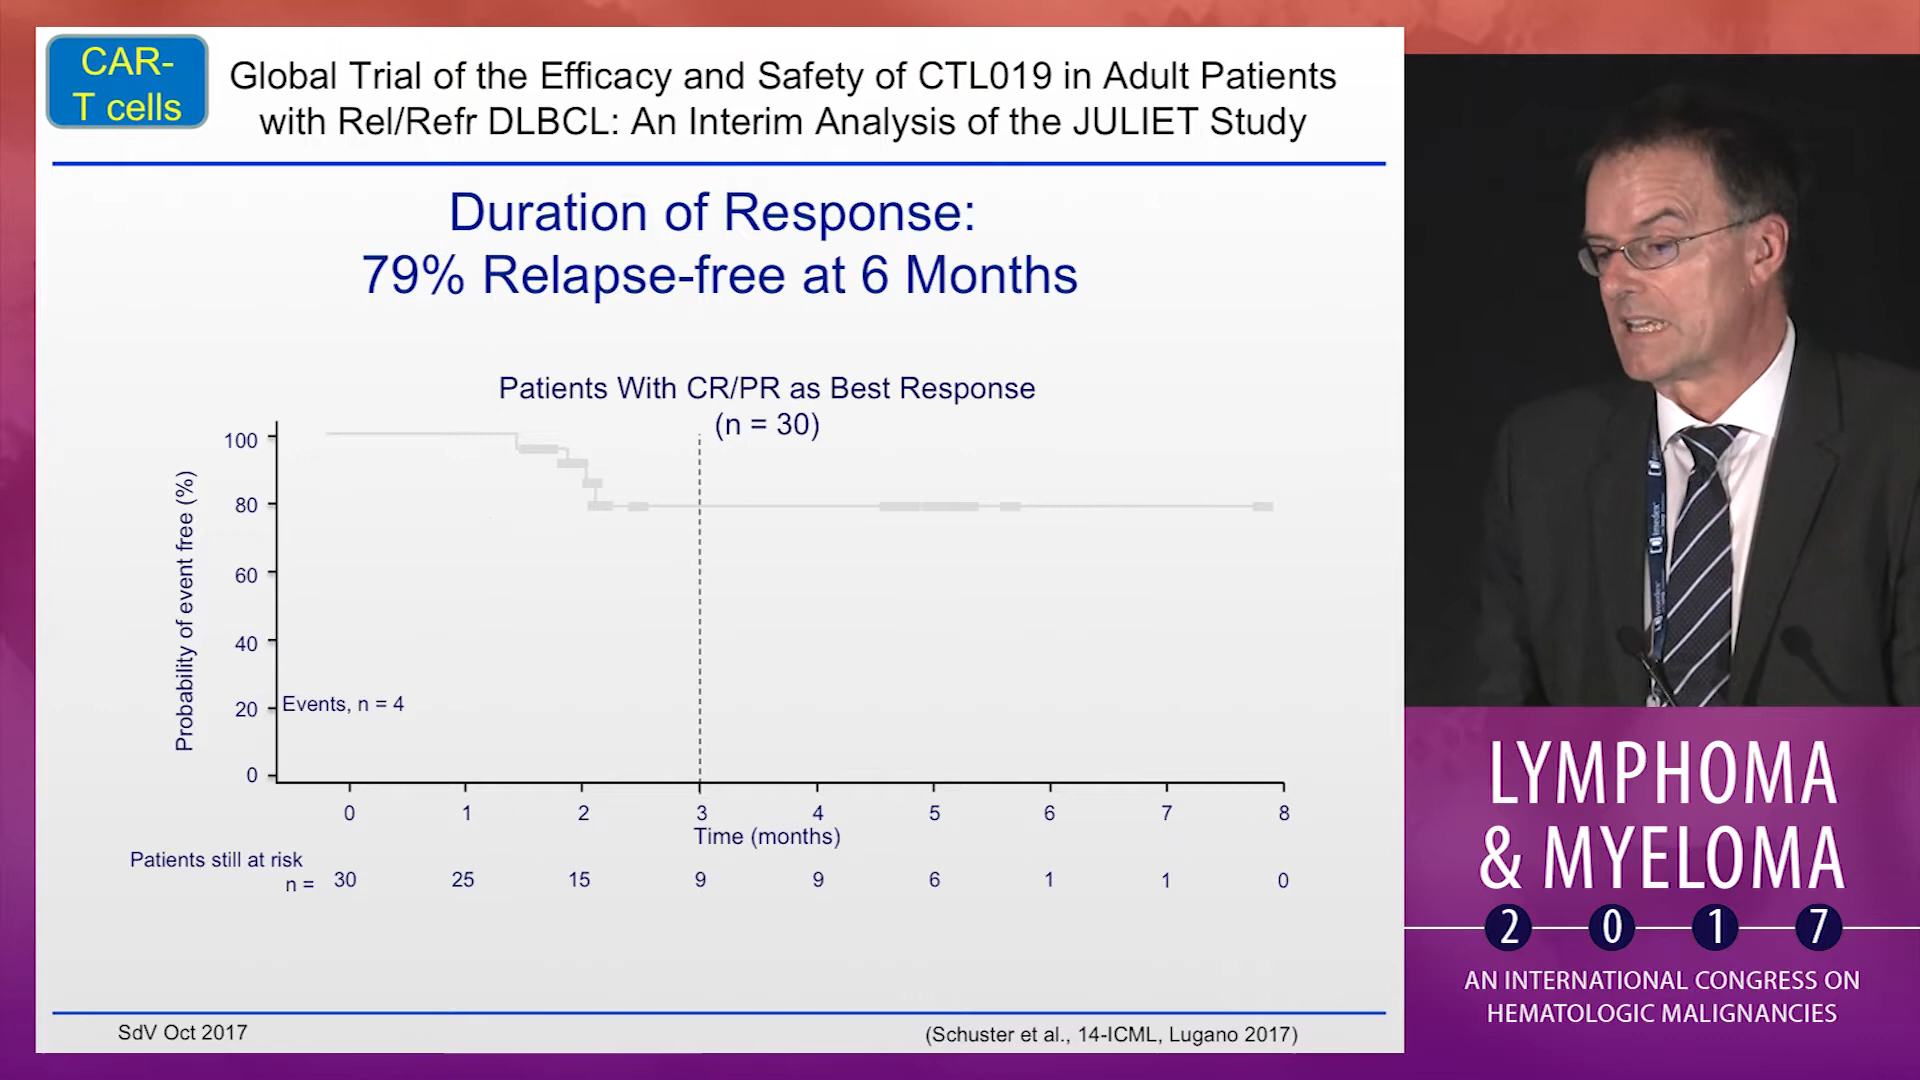 CAR-
T cells
Global Trial of the Efficacy and Safety of CTL019 in Adult Patients
with Rel/Refr DLBCL: An Interim Analysis of the JULIET Study
Duration of Response:
79% Relapse-free at 6 Months
Patients With CR/PR as Best Response
(n = 30)
Probability of event free (%)
100
80
60
40
20
0
Events, n = 4
0 1 2 3 4 5 6 7 8
Time (months)
Patients still at risk
n = 30 25 15 9 9 6 1 1 0
SdV Oct 2017
(Schuster et al., 14-ICML, Lugano 2017)
LYMPHOMA
& MYELOMA
2 0 1 7
AN INTERNATIONAL CONGRESS ON
HEMATOLOGIC MALIGNANCIES